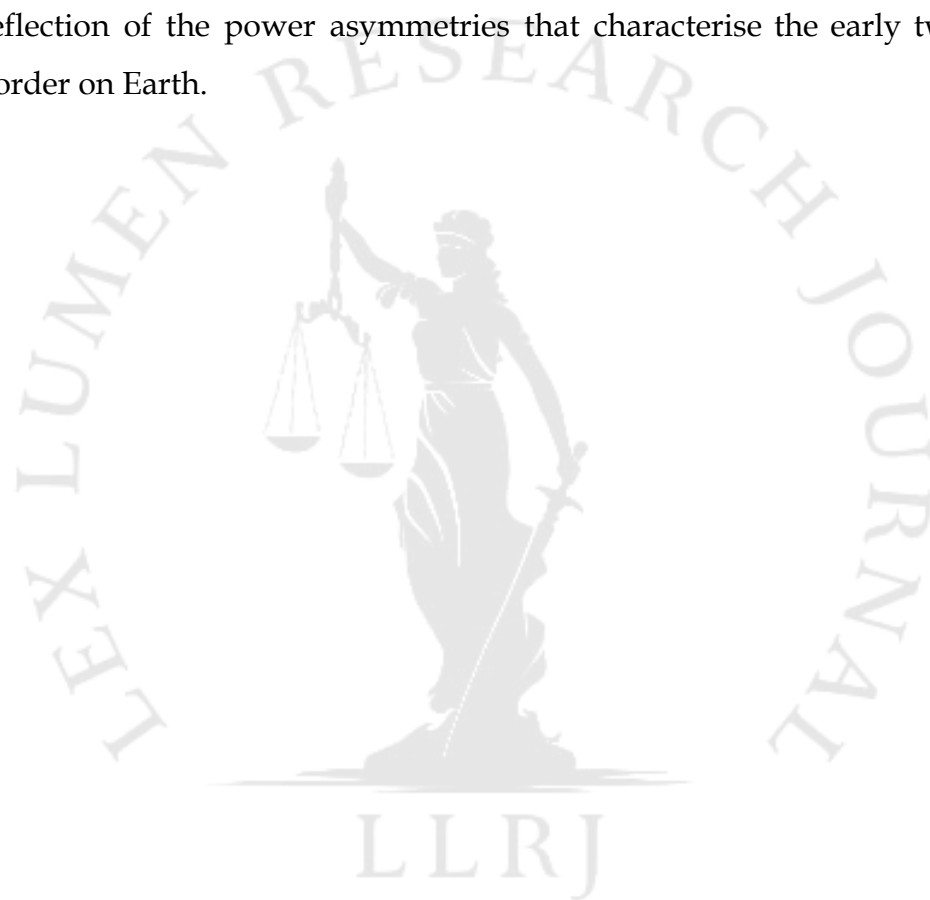 eflection of the power asymmetries that characterise the early tw
order on Earth.
LEX LUMEN RESEARCH JOURNAL
LLRJ